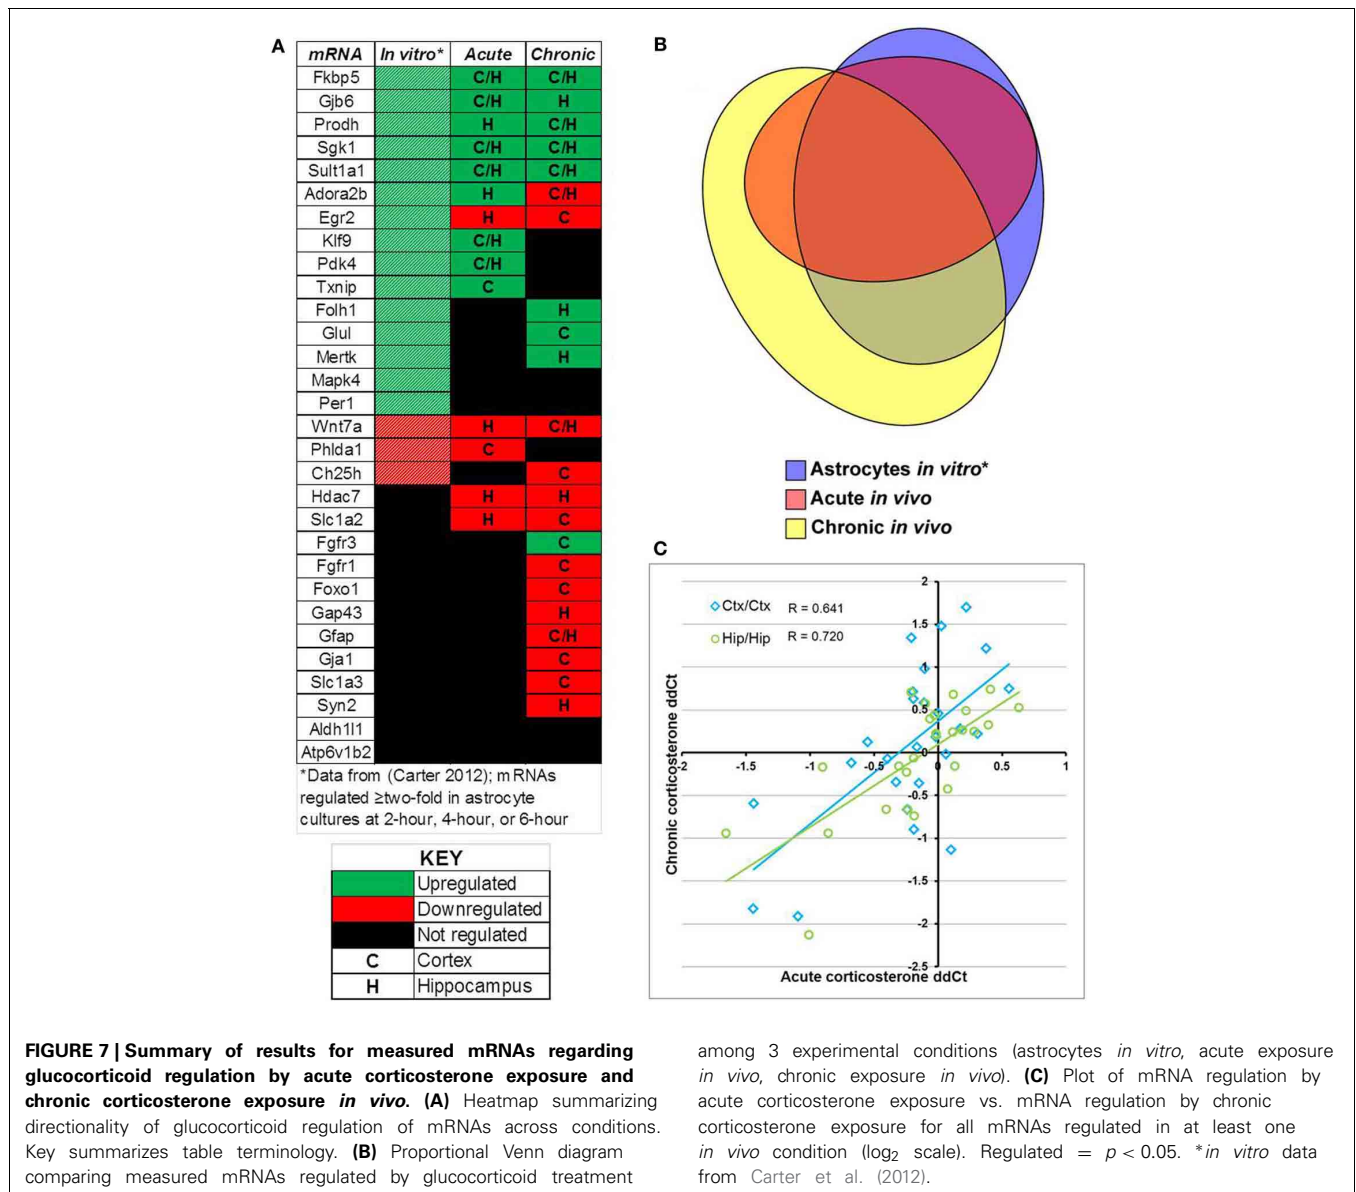 A
mRNA In vitro* Acute Chronic
Fkbp5 C/H C/H
Gjb6 C/H H
Prodh H C/H
Sgk1 C/H C/H
Sult1a1 C/H C/H
Adora2b H C/H
Egr2 H C
Klf9 C/H
Pdk4 C/H
Txnip C
Folh1 H
Glul C
Mertk H
Mapk4
Per1
Wnt7a H C/H
Phlda1 C
Ch25h C
Hdac7 H H
Slc1a2 H C
Fgfr3 C
Fgfr1 C
Foxo1 C
Gap43 H
Gfap C/H
Gja1 C
Slc1a3 C
Syn2 H
Aldh1l1
Atp6v1b2
*Data from (Carter 2012); mRNAs
regulated ≥two-fold in astrocyte
cultures at 2-hour, 4-hour, or 6-hour
KEY
Upregulated
Downregulated
Not regulated
C Cortex
H Hippocampus
B
Astrocytes in vitro*
Acute in vivo
Chronic in vivo
C
Ctx/Ctx R = 0.641
Hip/Hip R = 0.720
2
1.5
1
0.5
0
-0.5
-1
-1.5
-2
-2.5
-2 -1.5 -1 -0.5 0 0.5 1
Chronic corticosterone ddCt
Acute corticosterone ddCt
FIGURE 7 | Summary of results for measured mRNAs regarding
glucocorticoid regulation by acute corticosterone exposure and
chronic corticosterone exposure in vivo. (A) Heatmap summarizing
directionality of glucocorticoid regulation of mRNAs across conditions.
Key summarizes table terminology. (B) Proportional Venn diagram
comparing measured mRNAs regulated by glucocorticoid treatment
among 3 experimental conditions (astrocytes in vitro, acute exposure
in vivo, chronic exposure in vivo). (C) Plot of mRNA regulation by
acute corticosterone exposure vs. mRNA regulation by chronic
corticosterone exposure for all mRNAs regulated in at least one
in vivo condition (log2 scale). Regulated = p < 0.05. *in vitro data
from Carter et al. (2012).